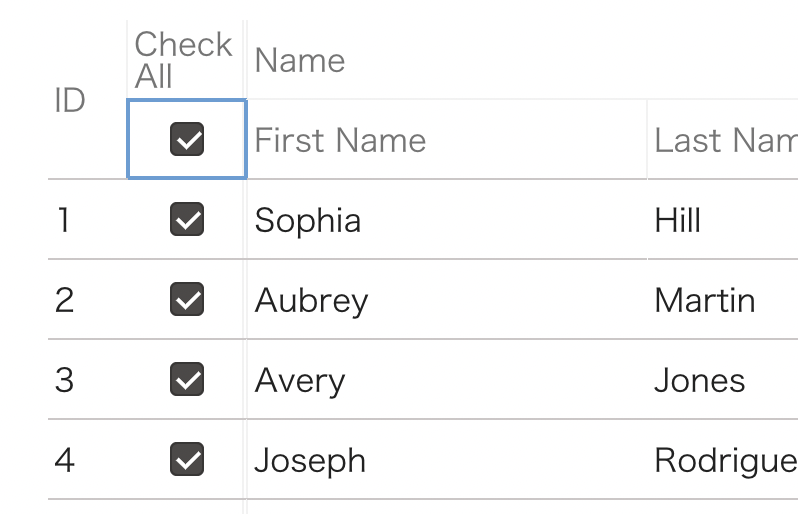 Check
All
Name
ID
First Name
Last Nam
1 Sophia Hill
2 Aubrey Martin
3 Avery Jones
4 Joseph Rodrigue